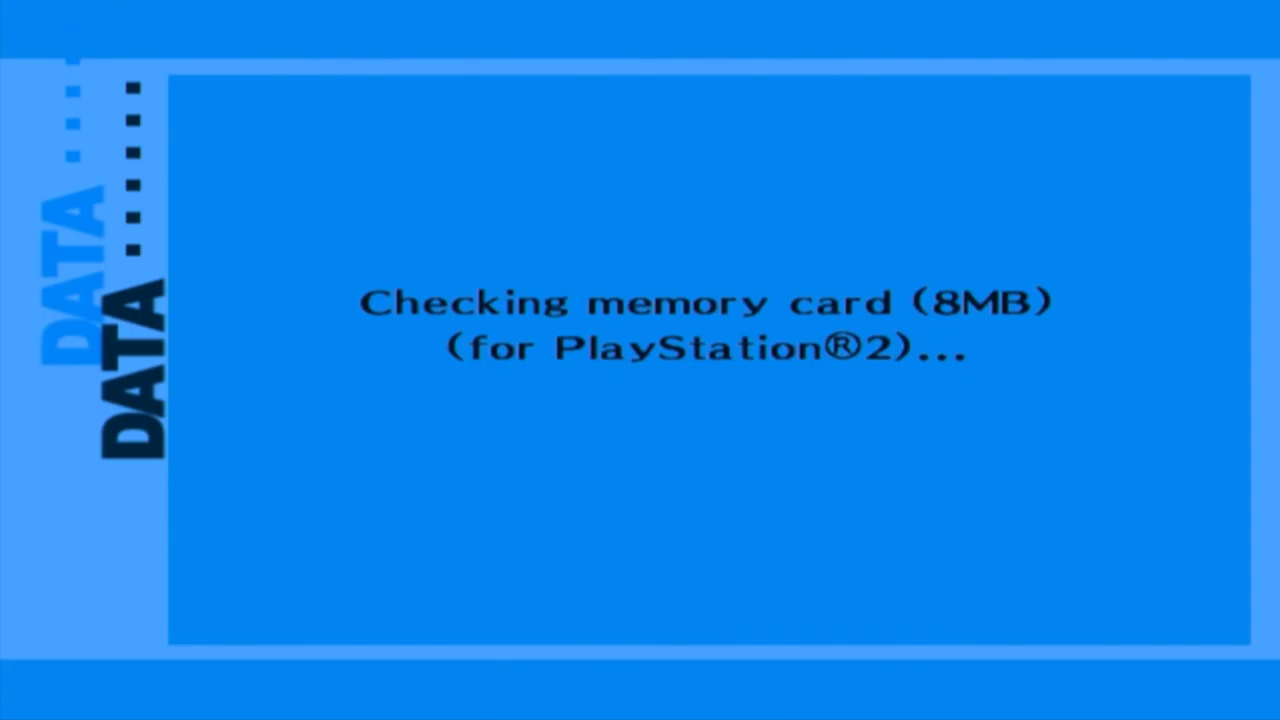 DATA ......
DATA ....
Checking memory card (8MB)
(for PlayStation®2)...